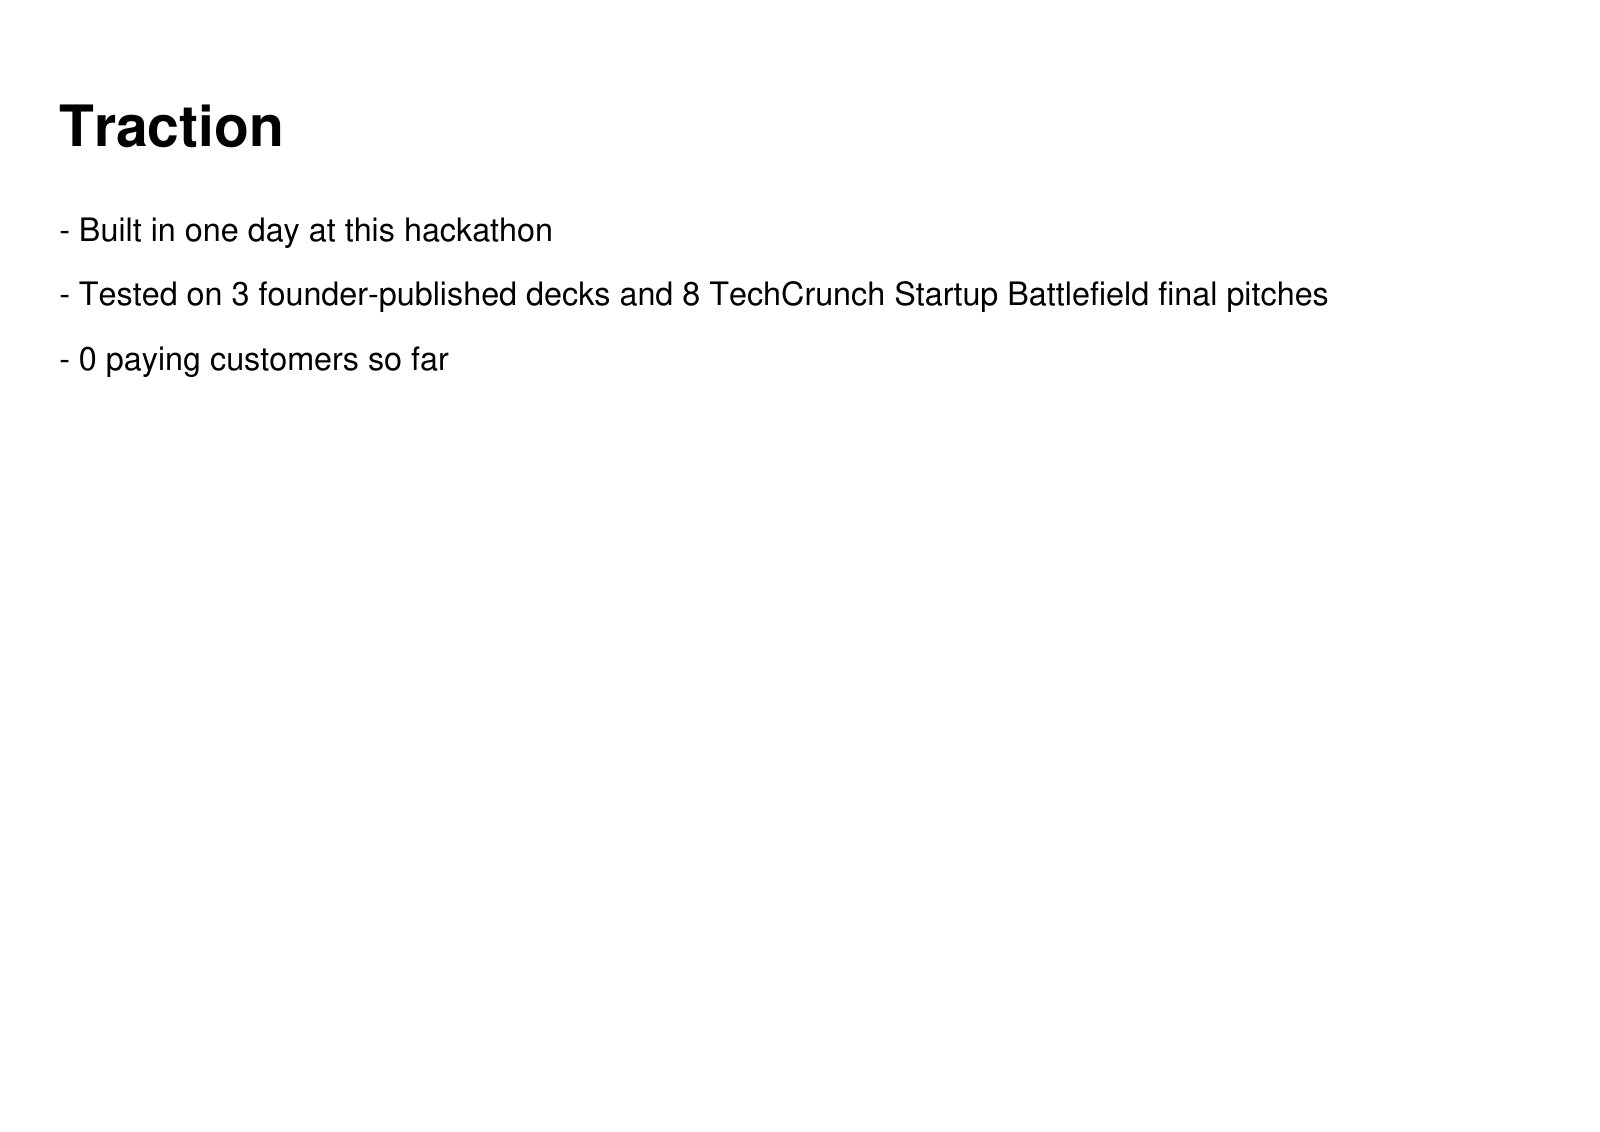 Traction
- Built in one day at this hackathon
- Tested on 3 founder-published decks and 8 TechCrunch Startup Battlefield final pitches
- 0 paying customers so far